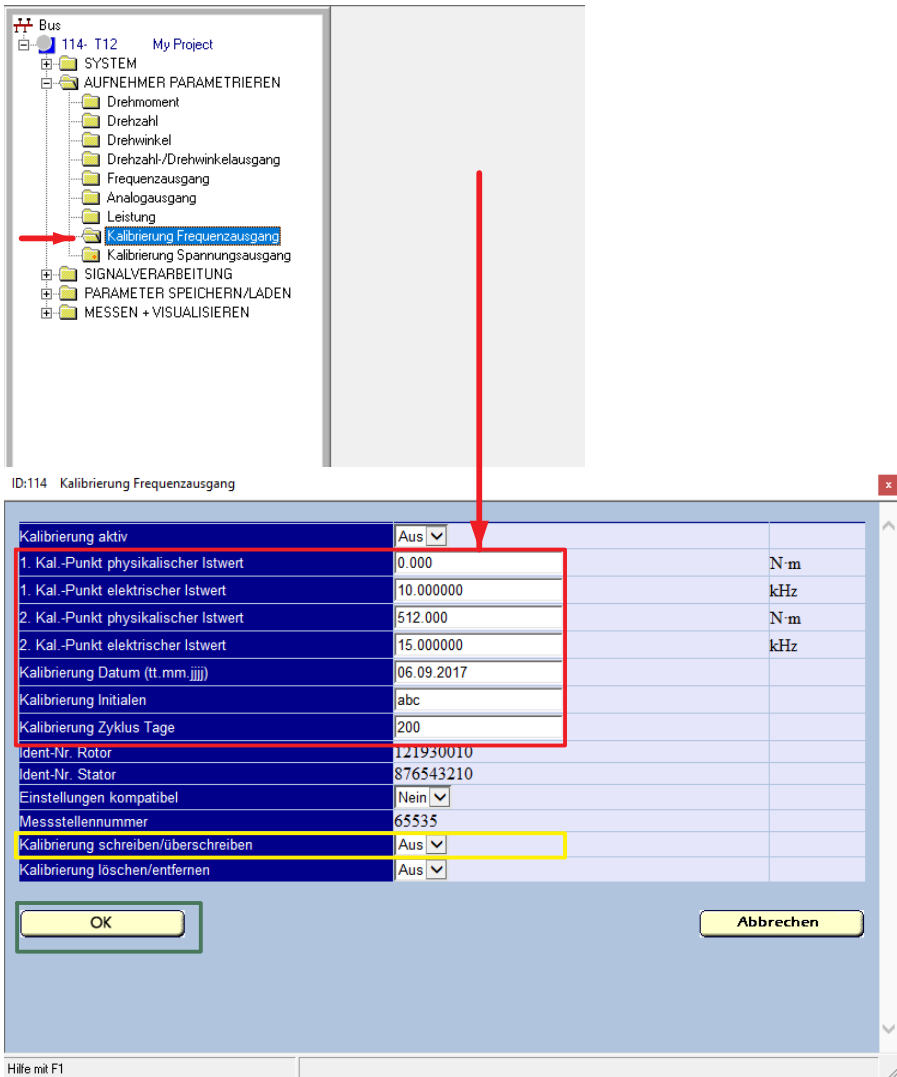 Bus
114- T12 My Project
SYSTEM
AUFNEHMER PARAMETRIEREN
Drehmoment
Drehzahl
Drehwinkel
Drehzahl-/Drehwinkelausgang
Frequenzausgang
Analogausgang
Leistung
Kalibrierung Frequenzausgang
Kalibrierung Spannungsausgang
SIGNALVERARBEITUNG
PARAMETER SPEICHERN/LADEN
MESSEN + VISUALISIEREN
ID:114 Kalibrierung Frequenzausgang
x
Kalibrierung aktiv Aus
1. Kal.-Punkt physikalischer Istwert 0.000 N·m
1. Kal.-Punkt elektrischer Istwert 10.000000 kHz
2. Kal.-Punkt physikalischer Istwert 512.000 N·m
2. Kal.-Punkt elektrischer Istwert 15.000000 kHz
Kalibrierung Datum (tt.mm.jjjj) 06.09.2017
Kalibrierung Initialen abc
Kalibrierung Zyklus Tage 200
Ident-Nr. Rotor 121930010
Ident-Nr. Stator 876543210
Einstellungen kompatibel Nein
Messstellennummer 65535
Kalibrierung schreiben/überschreiben Aus
Kalibrierung löschen/entfernen Aus
OK Abbrechen
Hilfe mit F1